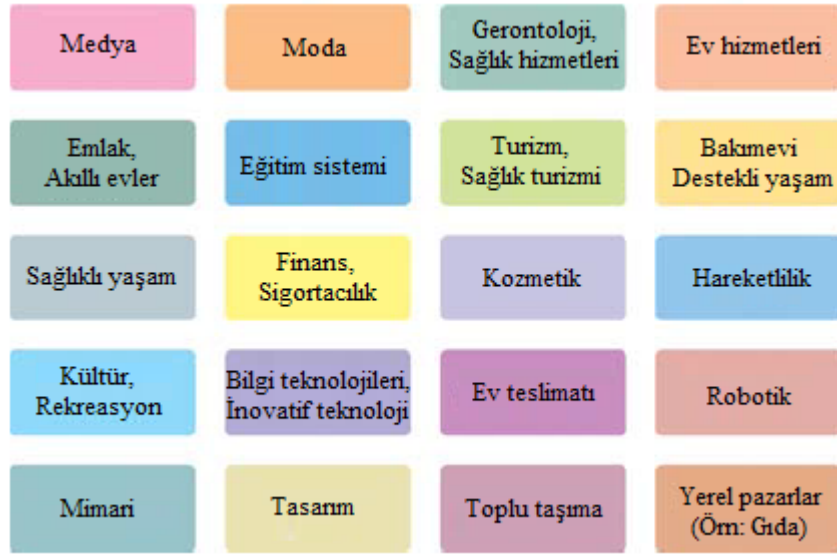 Medya
Moda
Gerontoloji,
Sağlık hizmetleri
Ev hizmetleri
Emlak,
Akıllı evler
Eğitim sistemi
Turizm,
Sağlık turizmi
Bakımevi
Destekli yaşam
Sağlıklı yaşam
Finans,
Sigortacılık
Kozmetik
Hareketlilik
Kültür,
Rekreasyon
Bilgi teknolojileri,
İnovatif teknoloji
Ev teslimatı
Robotik
Mimari
Tasarım
Toplu taşıma
Yerel pazarlar
(Örn: Gıda)